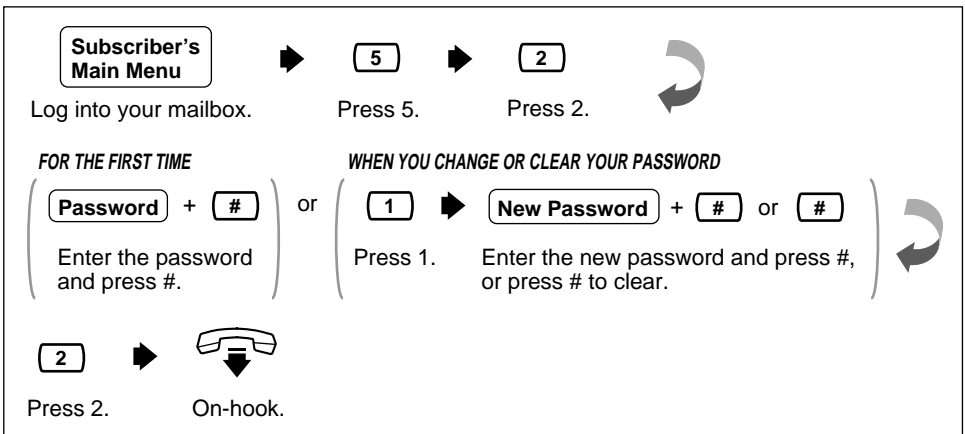 Subscriber's
Main Menu
5
2
Log into your mailbox.
Press 5.
Press 2.
FOR THE FIRST TIME
WHEN YOU CHANGE OR CLEAR YOUR PASSWORD
Password + #
or
1
New Password + # or #
Enter the password
and press #.
Press 1.
Enter the new password and press #,
or press # to clear.
2
Press 2.
On-hook.